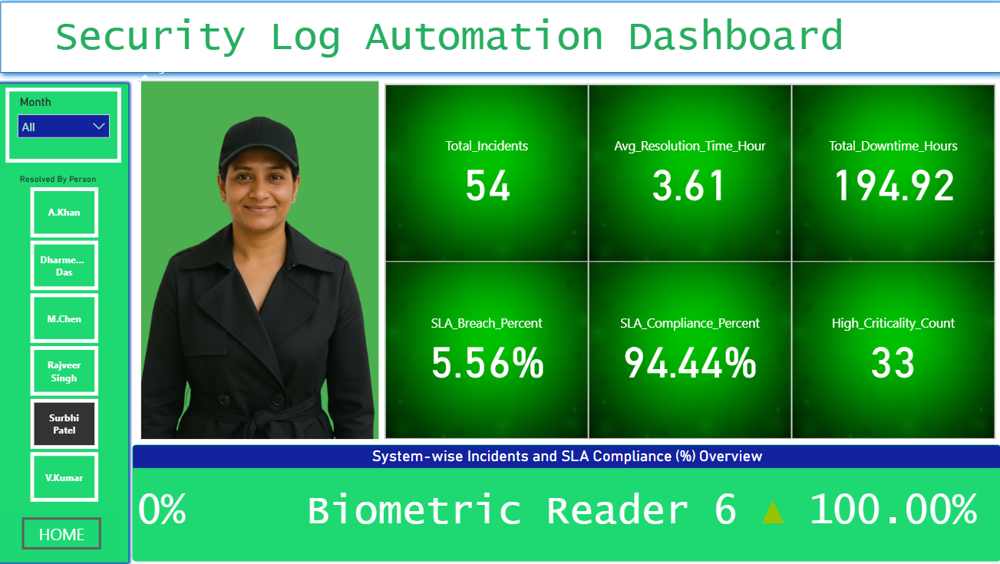 Security Log Automation Dashboard
Month
All
Resolved By Person
A.Khan
Dharme...
Das
M.Chen
Rajveer
Singh
Surbhi
Patel
V.Kumar
HOME
Total_Incidents
54
Avg_Resolution_Time_Hour
3.61
Total_Downtime_Hours
194.92
SLA_Breach_Percent
5.56%
SLA_Compliance_Percent
94.44%
High_Criticality_Count
33
System-wise Incidents and SLA Compliance (%) Overview
0% Biometric Reader 6 ▲ 100.00%